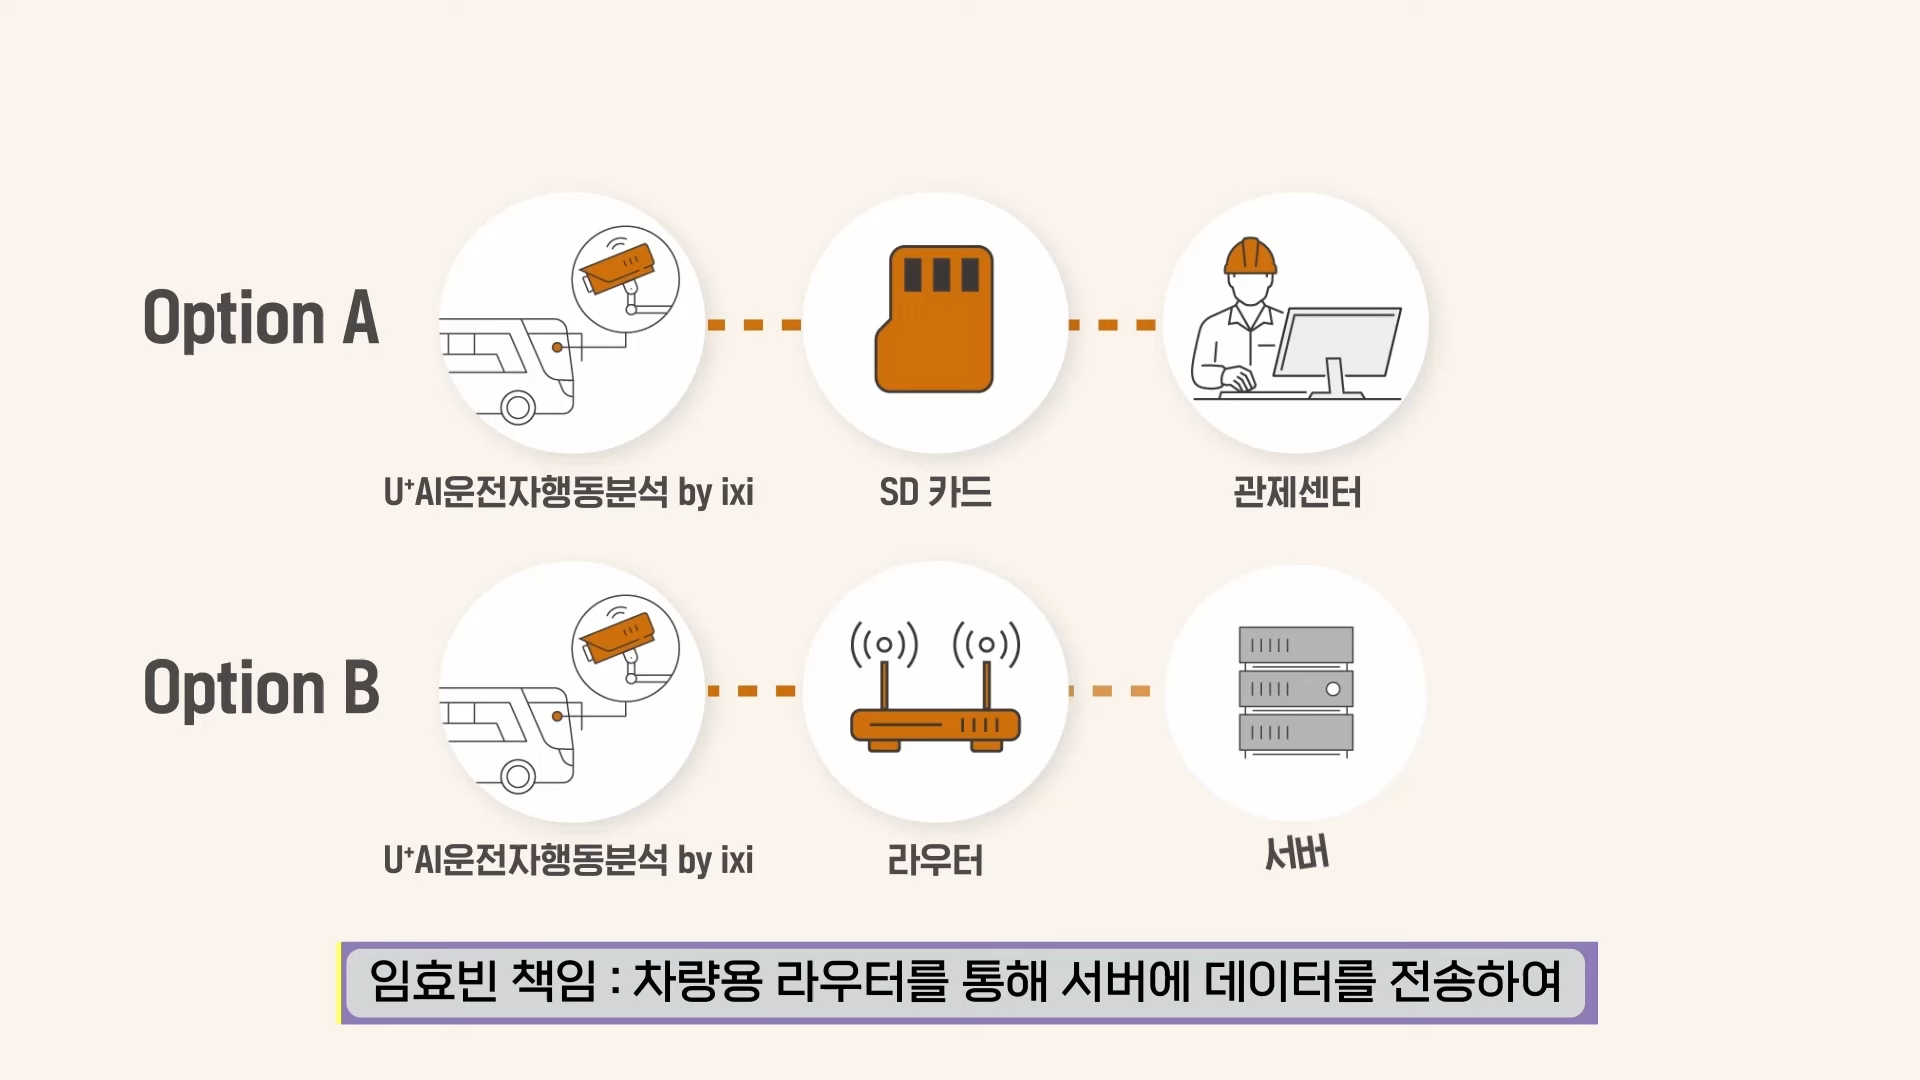 Option A
U⁺AI운전자행동분석 by ixi
SD 카드
관제센터
Option B
U⁺AI운전자행동분석 by ixi
라우터
서버
임효빈 책임 : 차량용 라우터를 통해 서버에 데이터를 전송하여